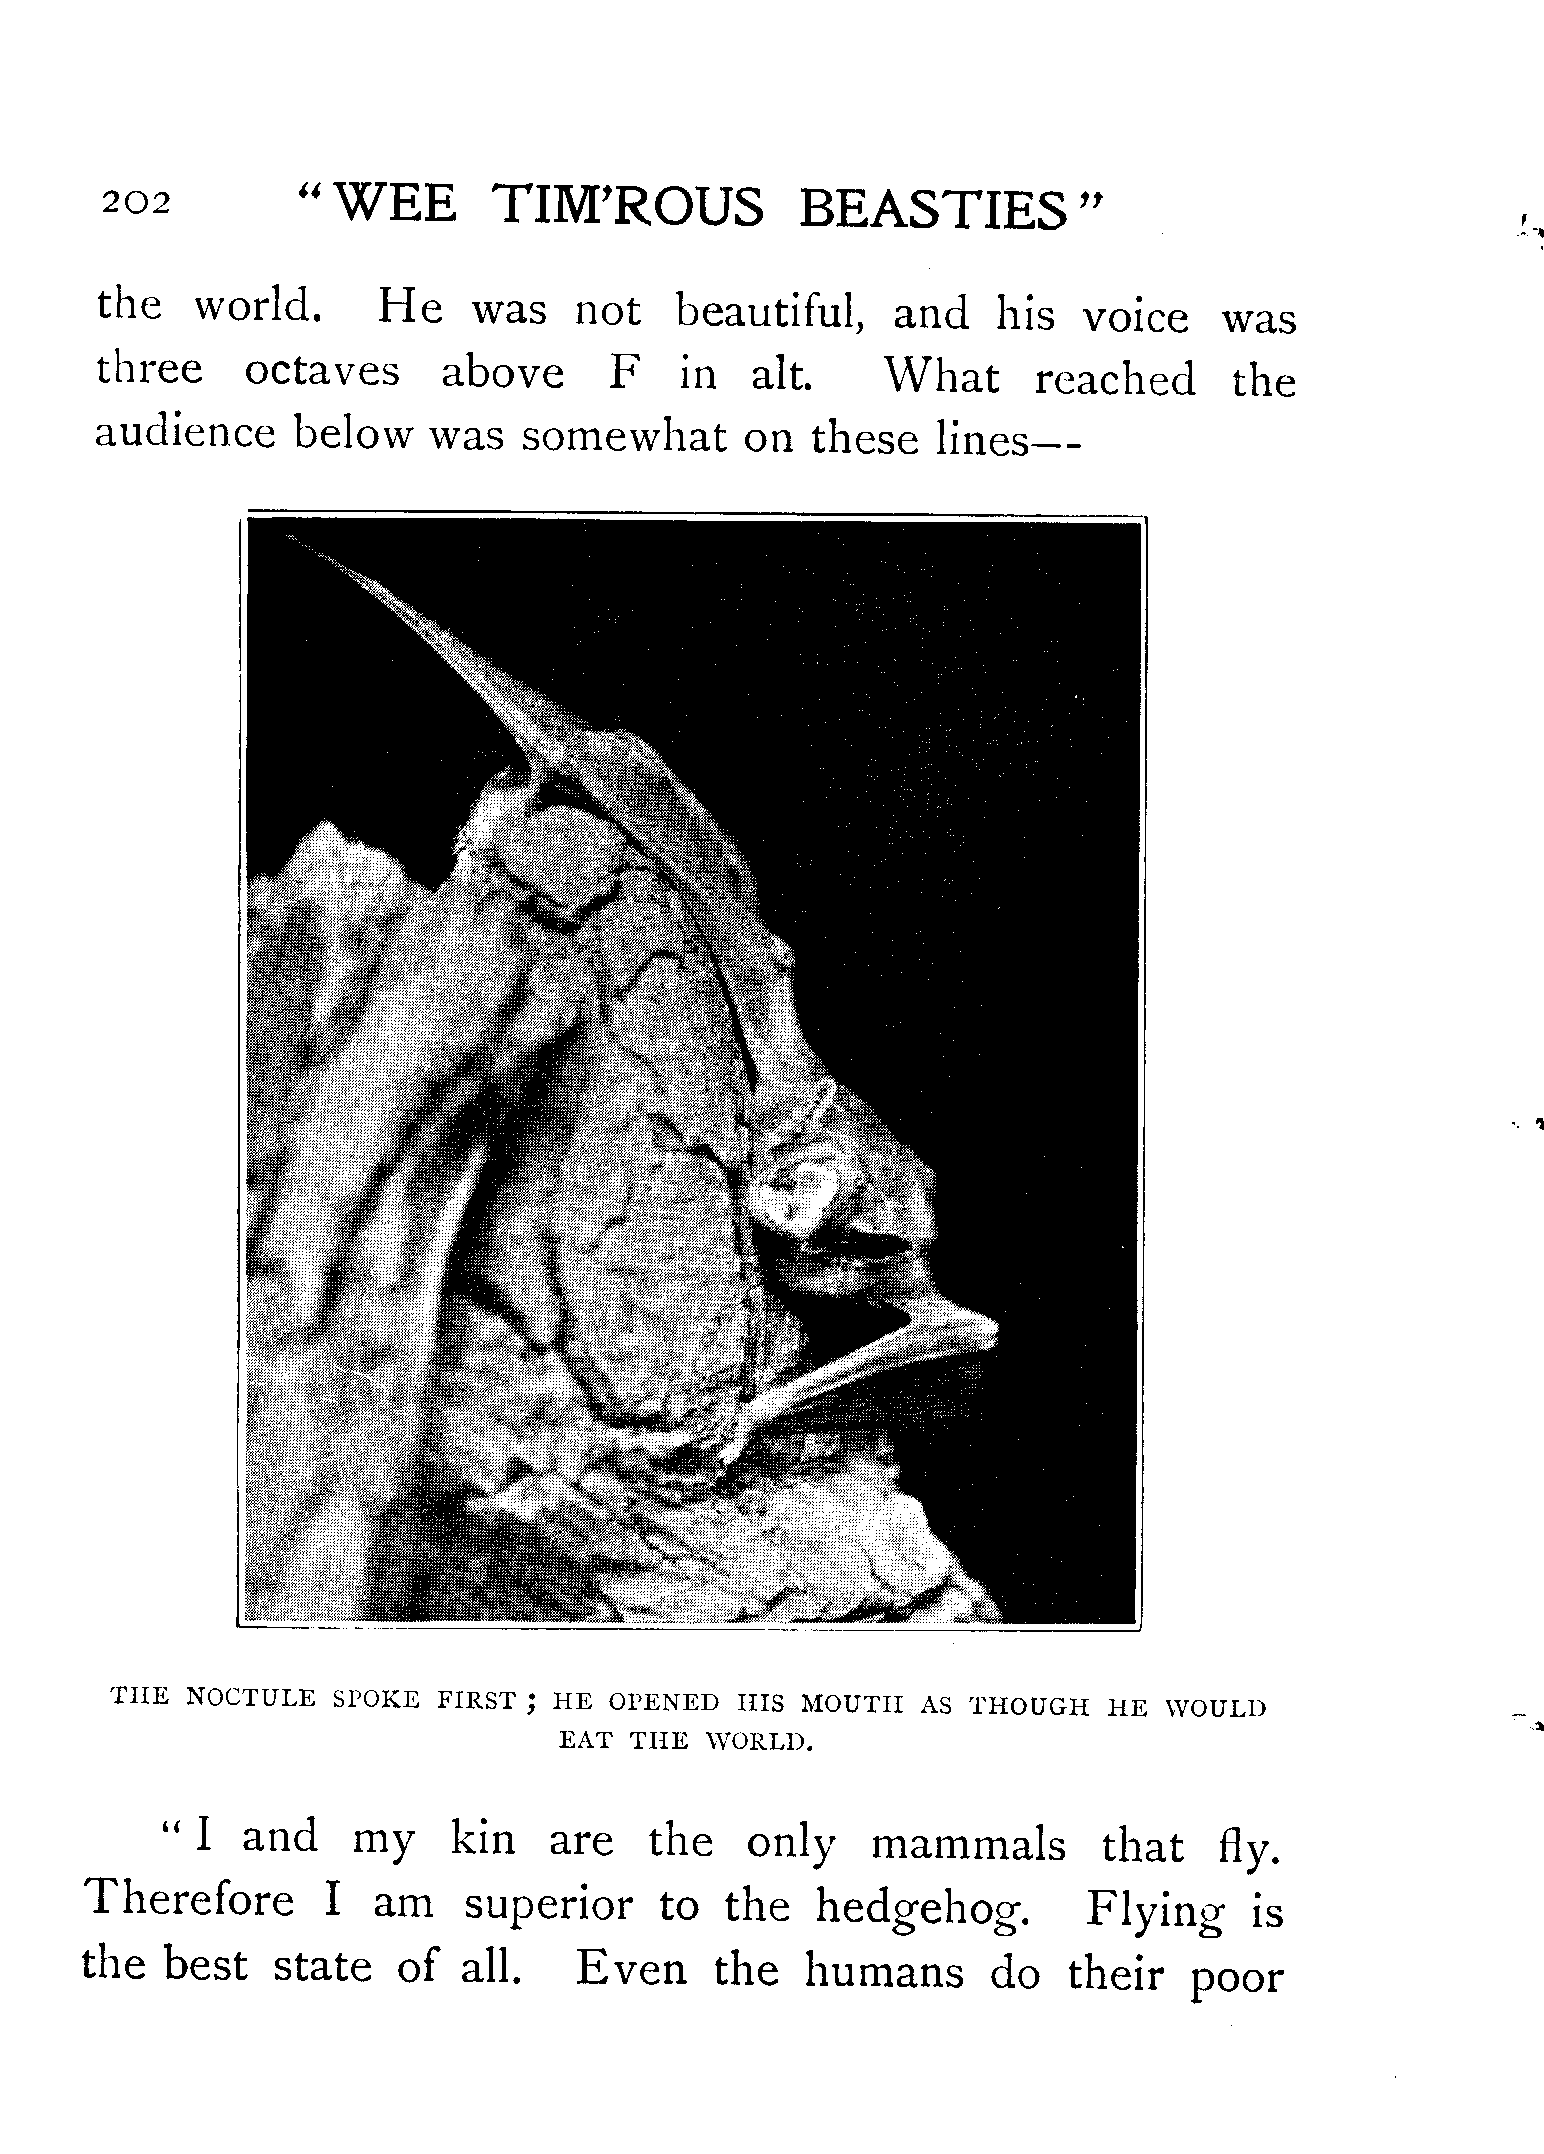 202 "WEE TIM'ROUS BEASTIES"
the world. He was not beautiful, and his voice was
three octaves above F in alt. What reached the
audience below was somewhat on these lines—-
THE NOCTULE SPOKE FIRST; HE OPENED HIS MOUTH AS THOUGH HE WOULD
EAT THE WORLD.
"I and my kin are the only mammals that fly.
Therefore I am superior to the hedgehog. Flying is
the best state of all. Even the humans do their poor